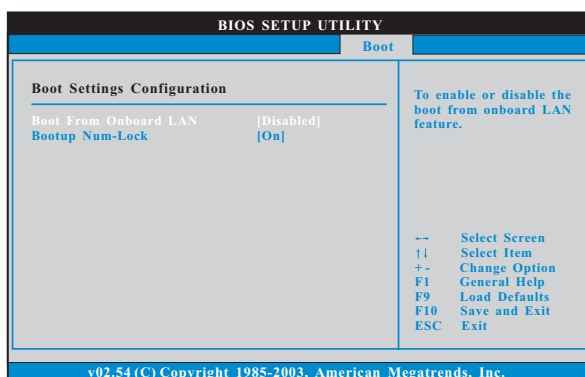 BIOS SETUP UTILITY
Boot
Boot Settings Configuration
Boot From Onboard LAN [Disabled]
Bootup Num-Lock [On]
To enable or disable the
boot from onboard LAN
feature.
←→ Select Screen
↑↓ Select Item
+ - Change Option
F1 General Help
F9 Load Defaults
F10 Save and Exit
ESC Exit
v02.54 (C) Copyright 1985-2003, American Megatrends, Inc.